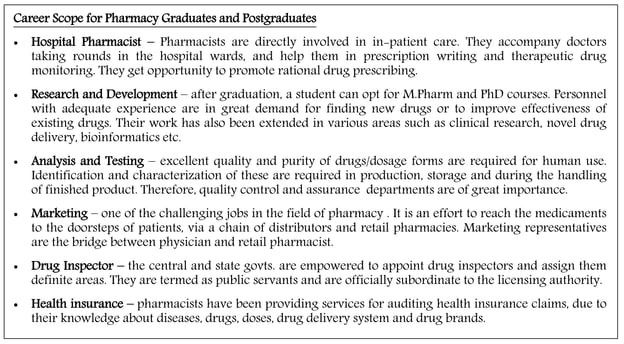 Career Scope for Pharmacy Graduates and Postgraduates
• Hospital Pharmacist – Pharmacists are directly involved in in-patient care. They accompany doctors
taking rounds in the hospital wards, and help them in prescription writing and therapeutic drug
monitoring. They get opportunity to promote rational drug prescribing.
• Research and Development – after graduation, a student can opt for M.Pharm and PhD courses. Personnel
with adequate experience are in great demand for finding new drugs or to improve effectiveness of
existing drugs. Their work has also been extended in various areas such as clinical research, novel drug
delivery, bioinformatics etc.
• Analysis and Testing – excellent quality and purity of drugs/dosage forms are required for human use.
Identification and characterization of these are required in production, storage and during the handling
of finished product. Therefore, quality control and assurance departments are of great importance.
• Marketing – one of the challenging jobs in the field of pharmacy . It is an effort to reach the medicaments
to the doorsteps of patients, via a chain of distributors and retail pharmacies. Marketing representatives
are the bridge between physician and retail pharmacist.
• Drug Inspector – the central and state govts. are empowered to appoint drug inspectors and assign them
definite areas. They are termed as public servants and are officially subordinate to the licensing authority.
• Health insurance – pharmacists have been providing services for auditing health insurance claims, due to
their knowledge about diseases, drugs, doses, drug delivery system and drug brands.